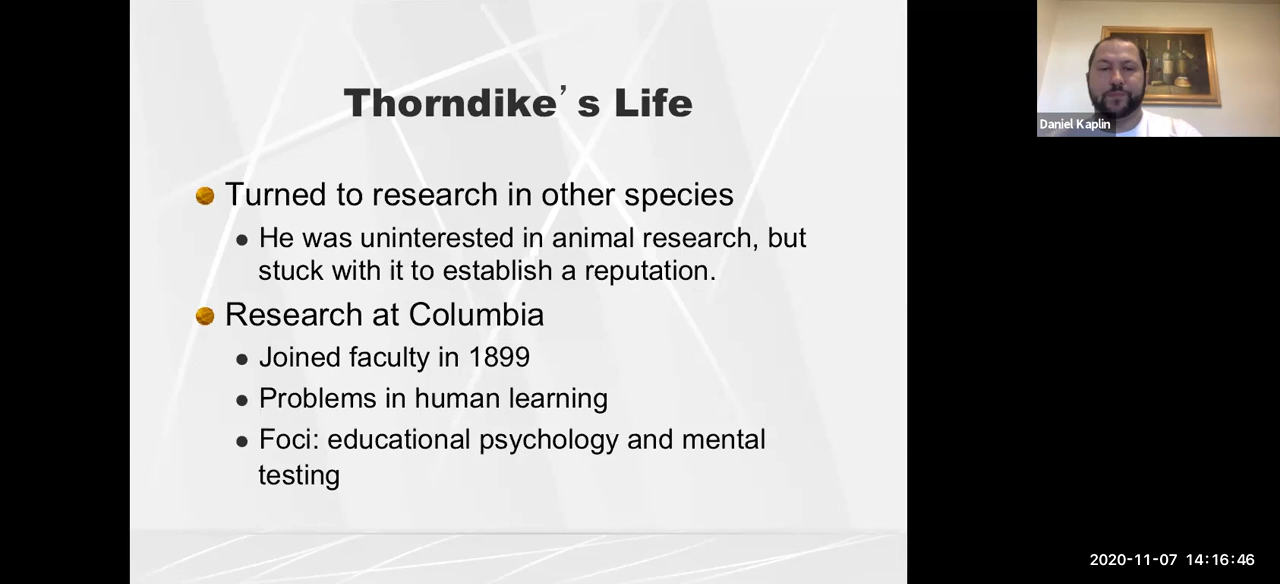 Thorndike’s Life
Turned to research in other species
He was uninterested in animal research, but
stuck with it to establish a reputation.
Research at Columbia
Joined faculty in 1899
Problems in human learning
Foci: educational psychology and mental
testing
Daniel Kaplin
2020-11-07 14:16:46